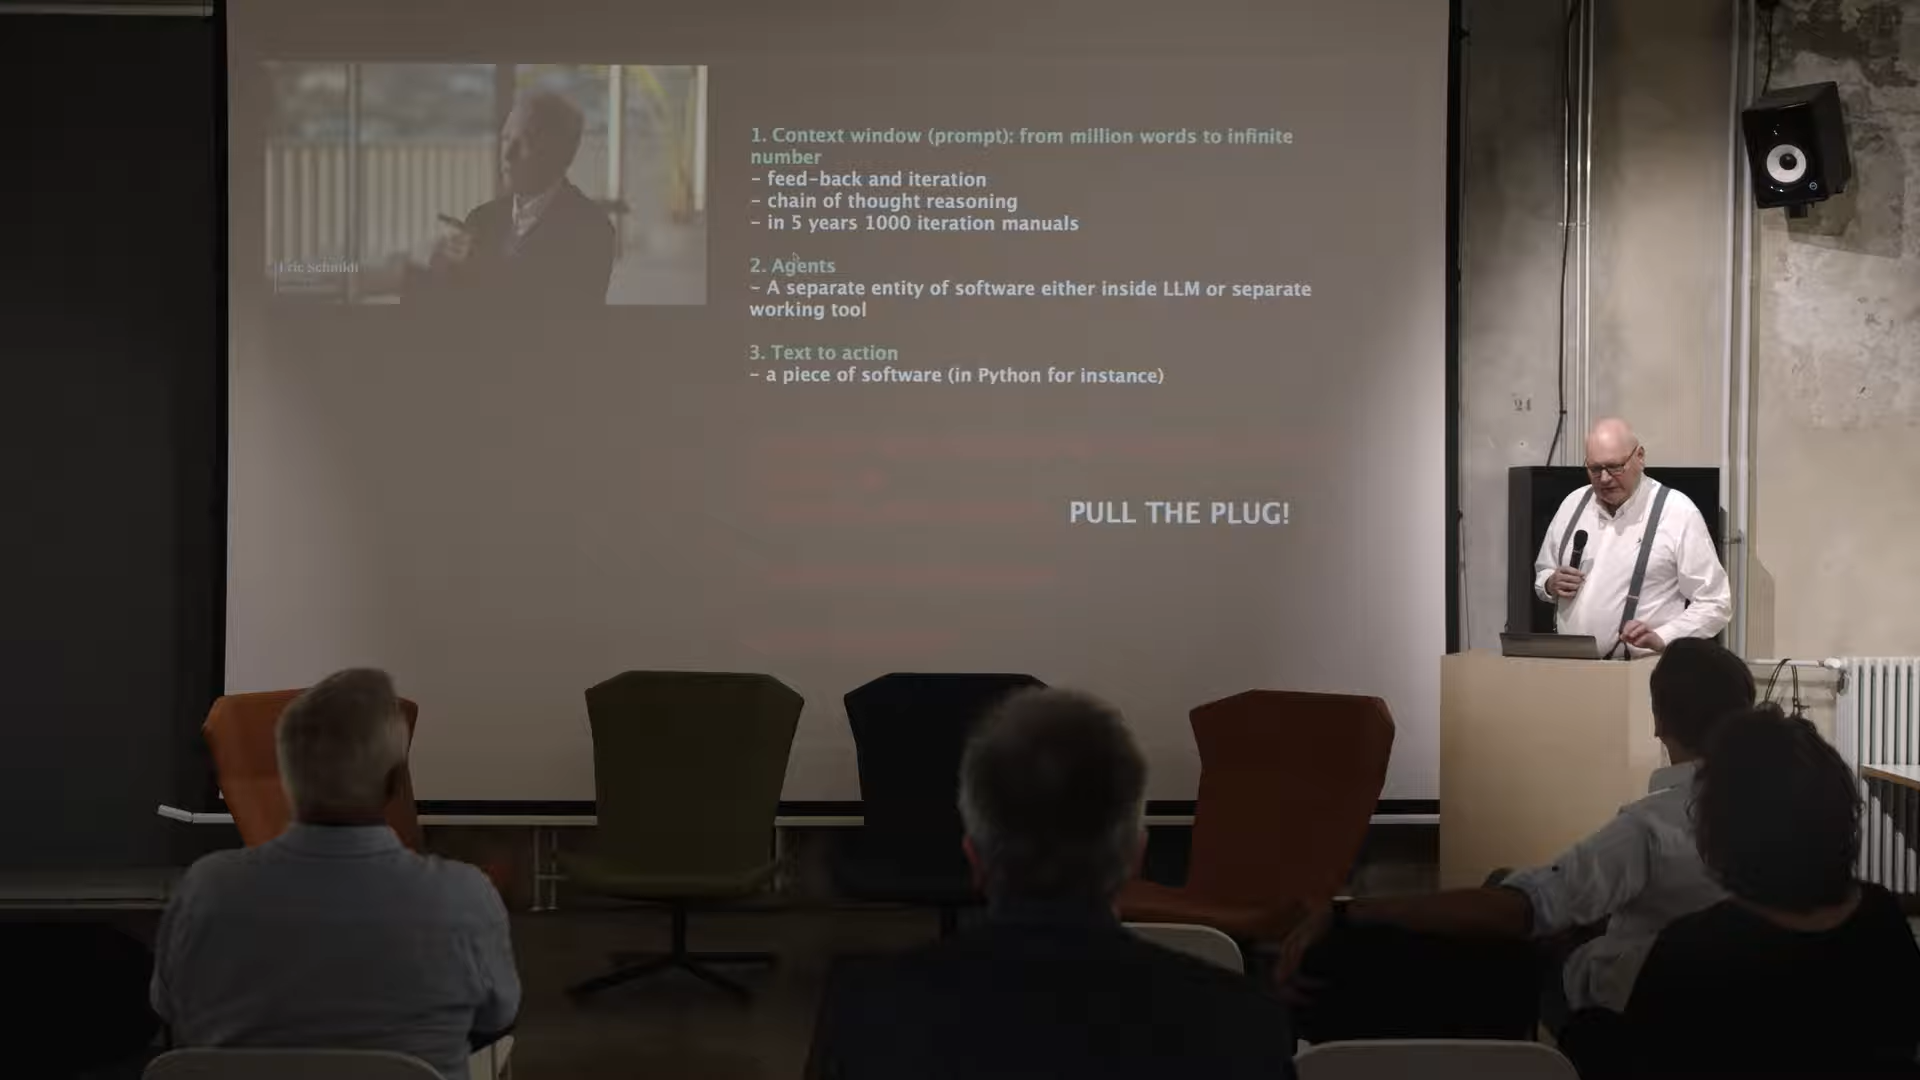 Eric Schmidt
1. Context window (prompt): from million words to infinite
number
- feed-back and iteration
- chain of thought reasoning
- in 5 years 1000 iteration manuals
2. Agents
- A separate entity of software either inside LLM or separate
working tool
3. Text to action
- a piece of software (in Python for instance)
PULL THE PLUG!
21